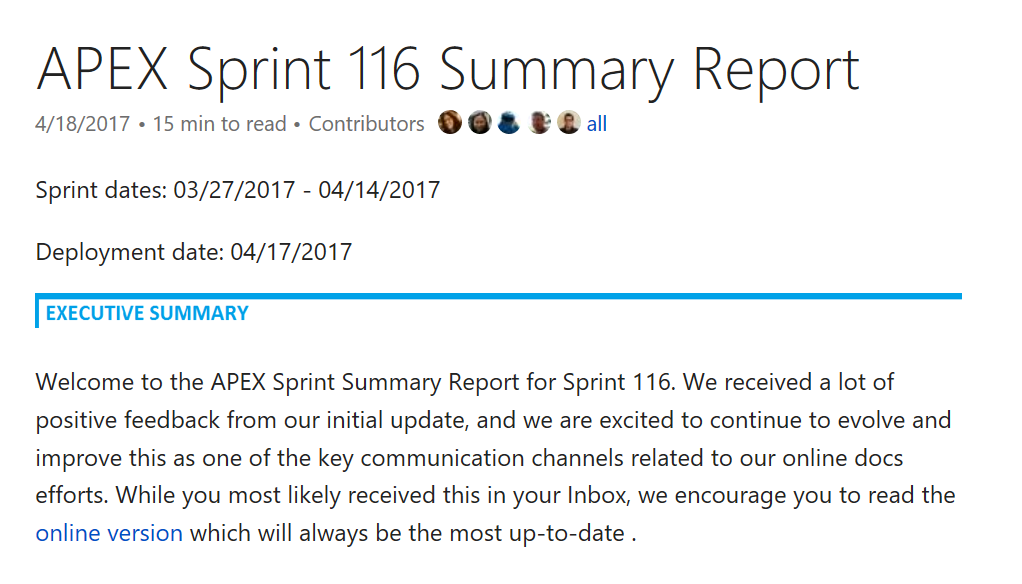 APEX Sprint 116 Summary Report
4/18/2017 • 15 min to read • Contributors all
Sprint dates: 03/27/2017 - 04/14/2017
Deployment date: 04/17/2017
EXECUTIVE SUMMARY
Welcome to the APEX Sprint Summary Report for Sprint 116. We received a lot of
positive feedback from our initial update, and we are excited to continue to evolve and
improve this as one of the key communication channels related to our online docs
efforts. While you most likely received this in your Inbox, we encourage you to read the
online version which will always be the most up-to-date .